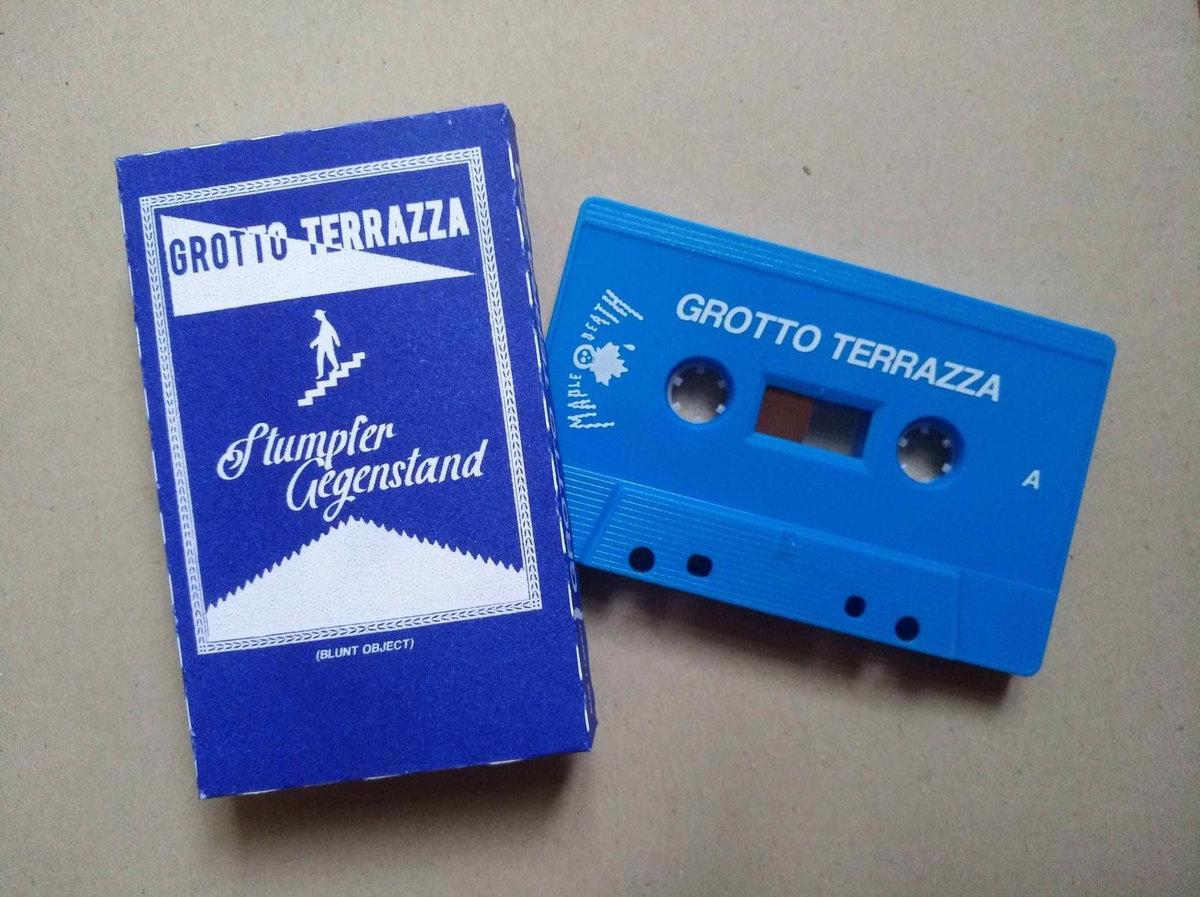 GROTTO TERRAZZA
Stumpfer
Gegenstand
(BLUNT OBJECT)
MAPLE DEATH
GROTTO TERRAZZA
A